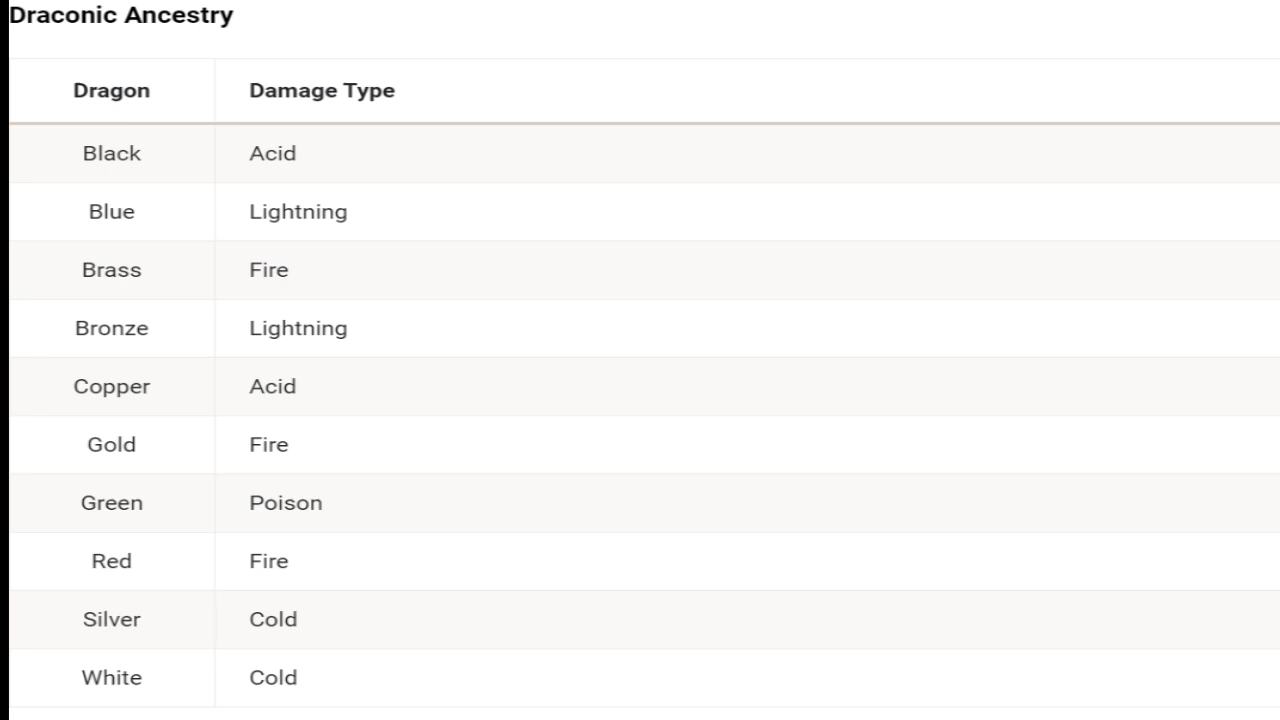 Draconic Ancestry
Dragon Damage Type
Black Acid
Blue Lightning
Brass Fire
Bronze Lightning
Copper Acid
Gold Fire
Green Poison
Red Fire
Silver Cold
White Cold